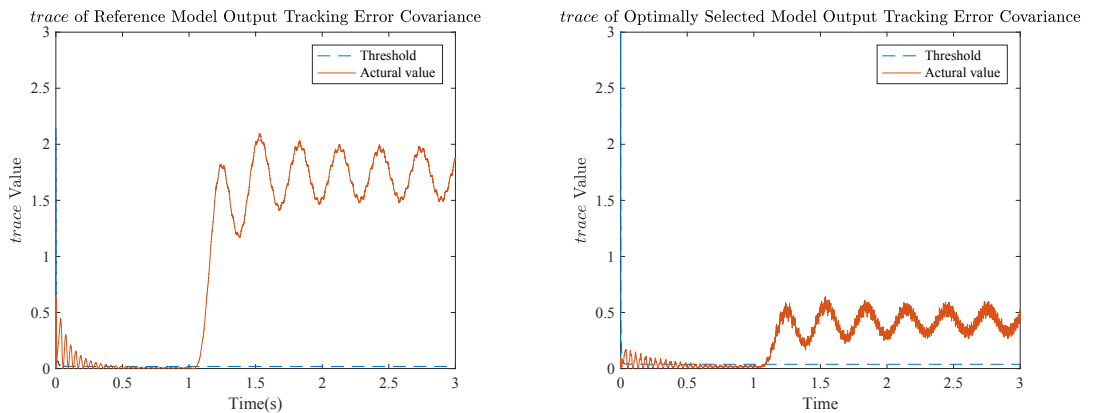 trace of Reference Model Output Tracking Error Covariance
3
2.5
2
1.5
1
0.5
0
trace Value
0
0.5
1
1.5
2
2.5
3
Time(s)
Threshold
Actural value
trace of Optimally Selected Model Output Tracking Error Covariance
3
2.5
2
1.5
1
0.5
0
trace Value
0
0.5
1
1.5
2
2.5
3
Time
Threshold
Actural value